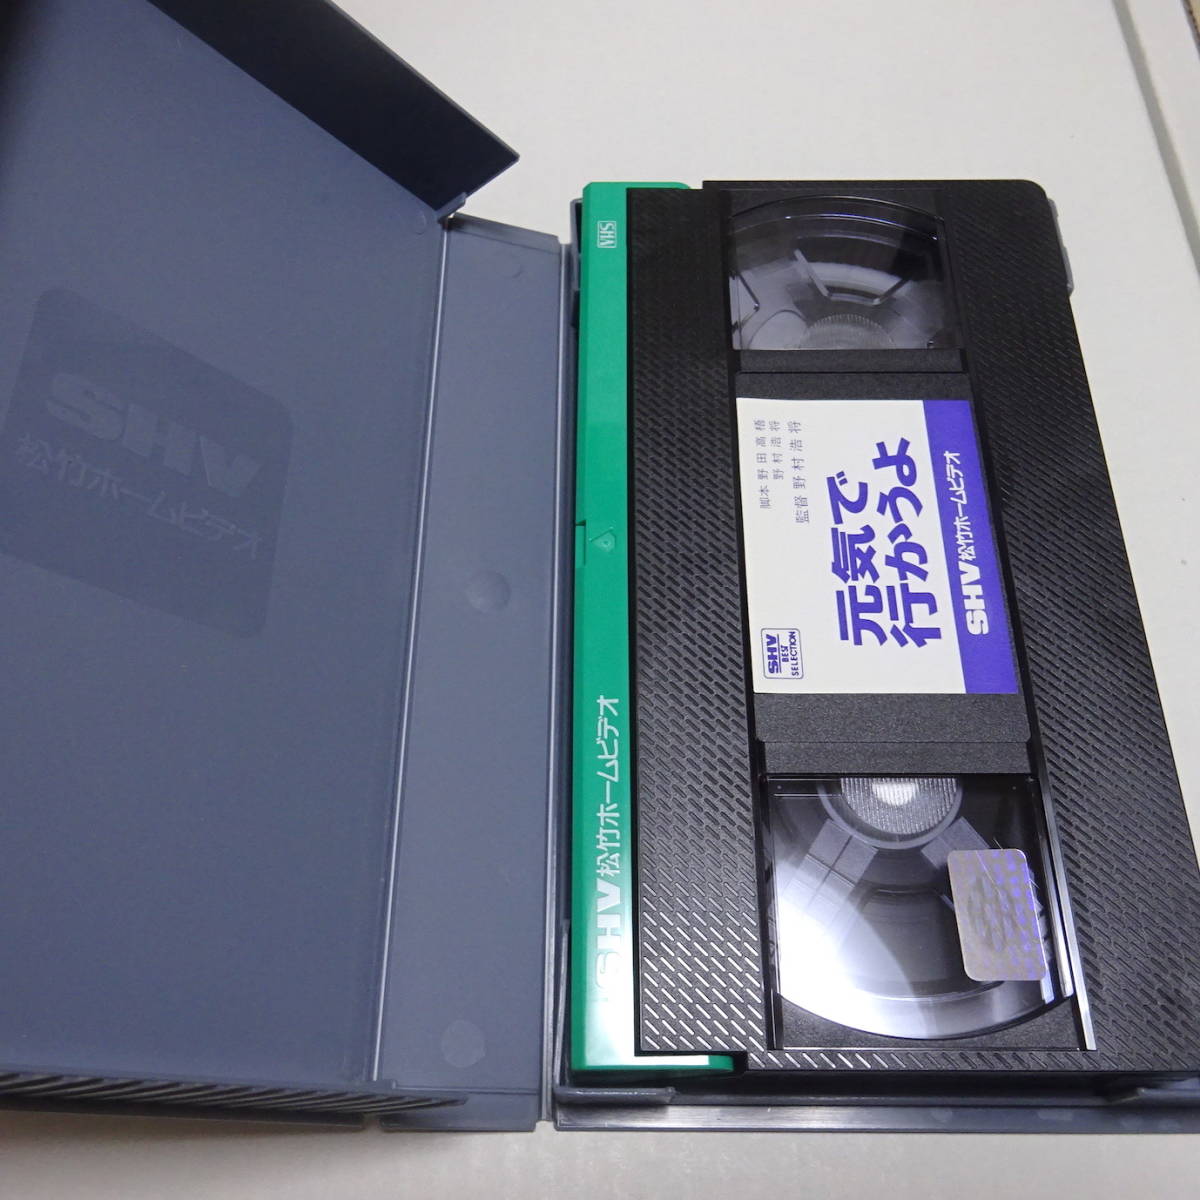 SHV
松竹ホームビデオ
VHS
SHV松竹ホームビデオ
脚本 野田高梧
野村浩将
監督 野村浩将
元気で
行かうよ
SHV
BEST
SELECTION
SHV松竹ホームビデオ